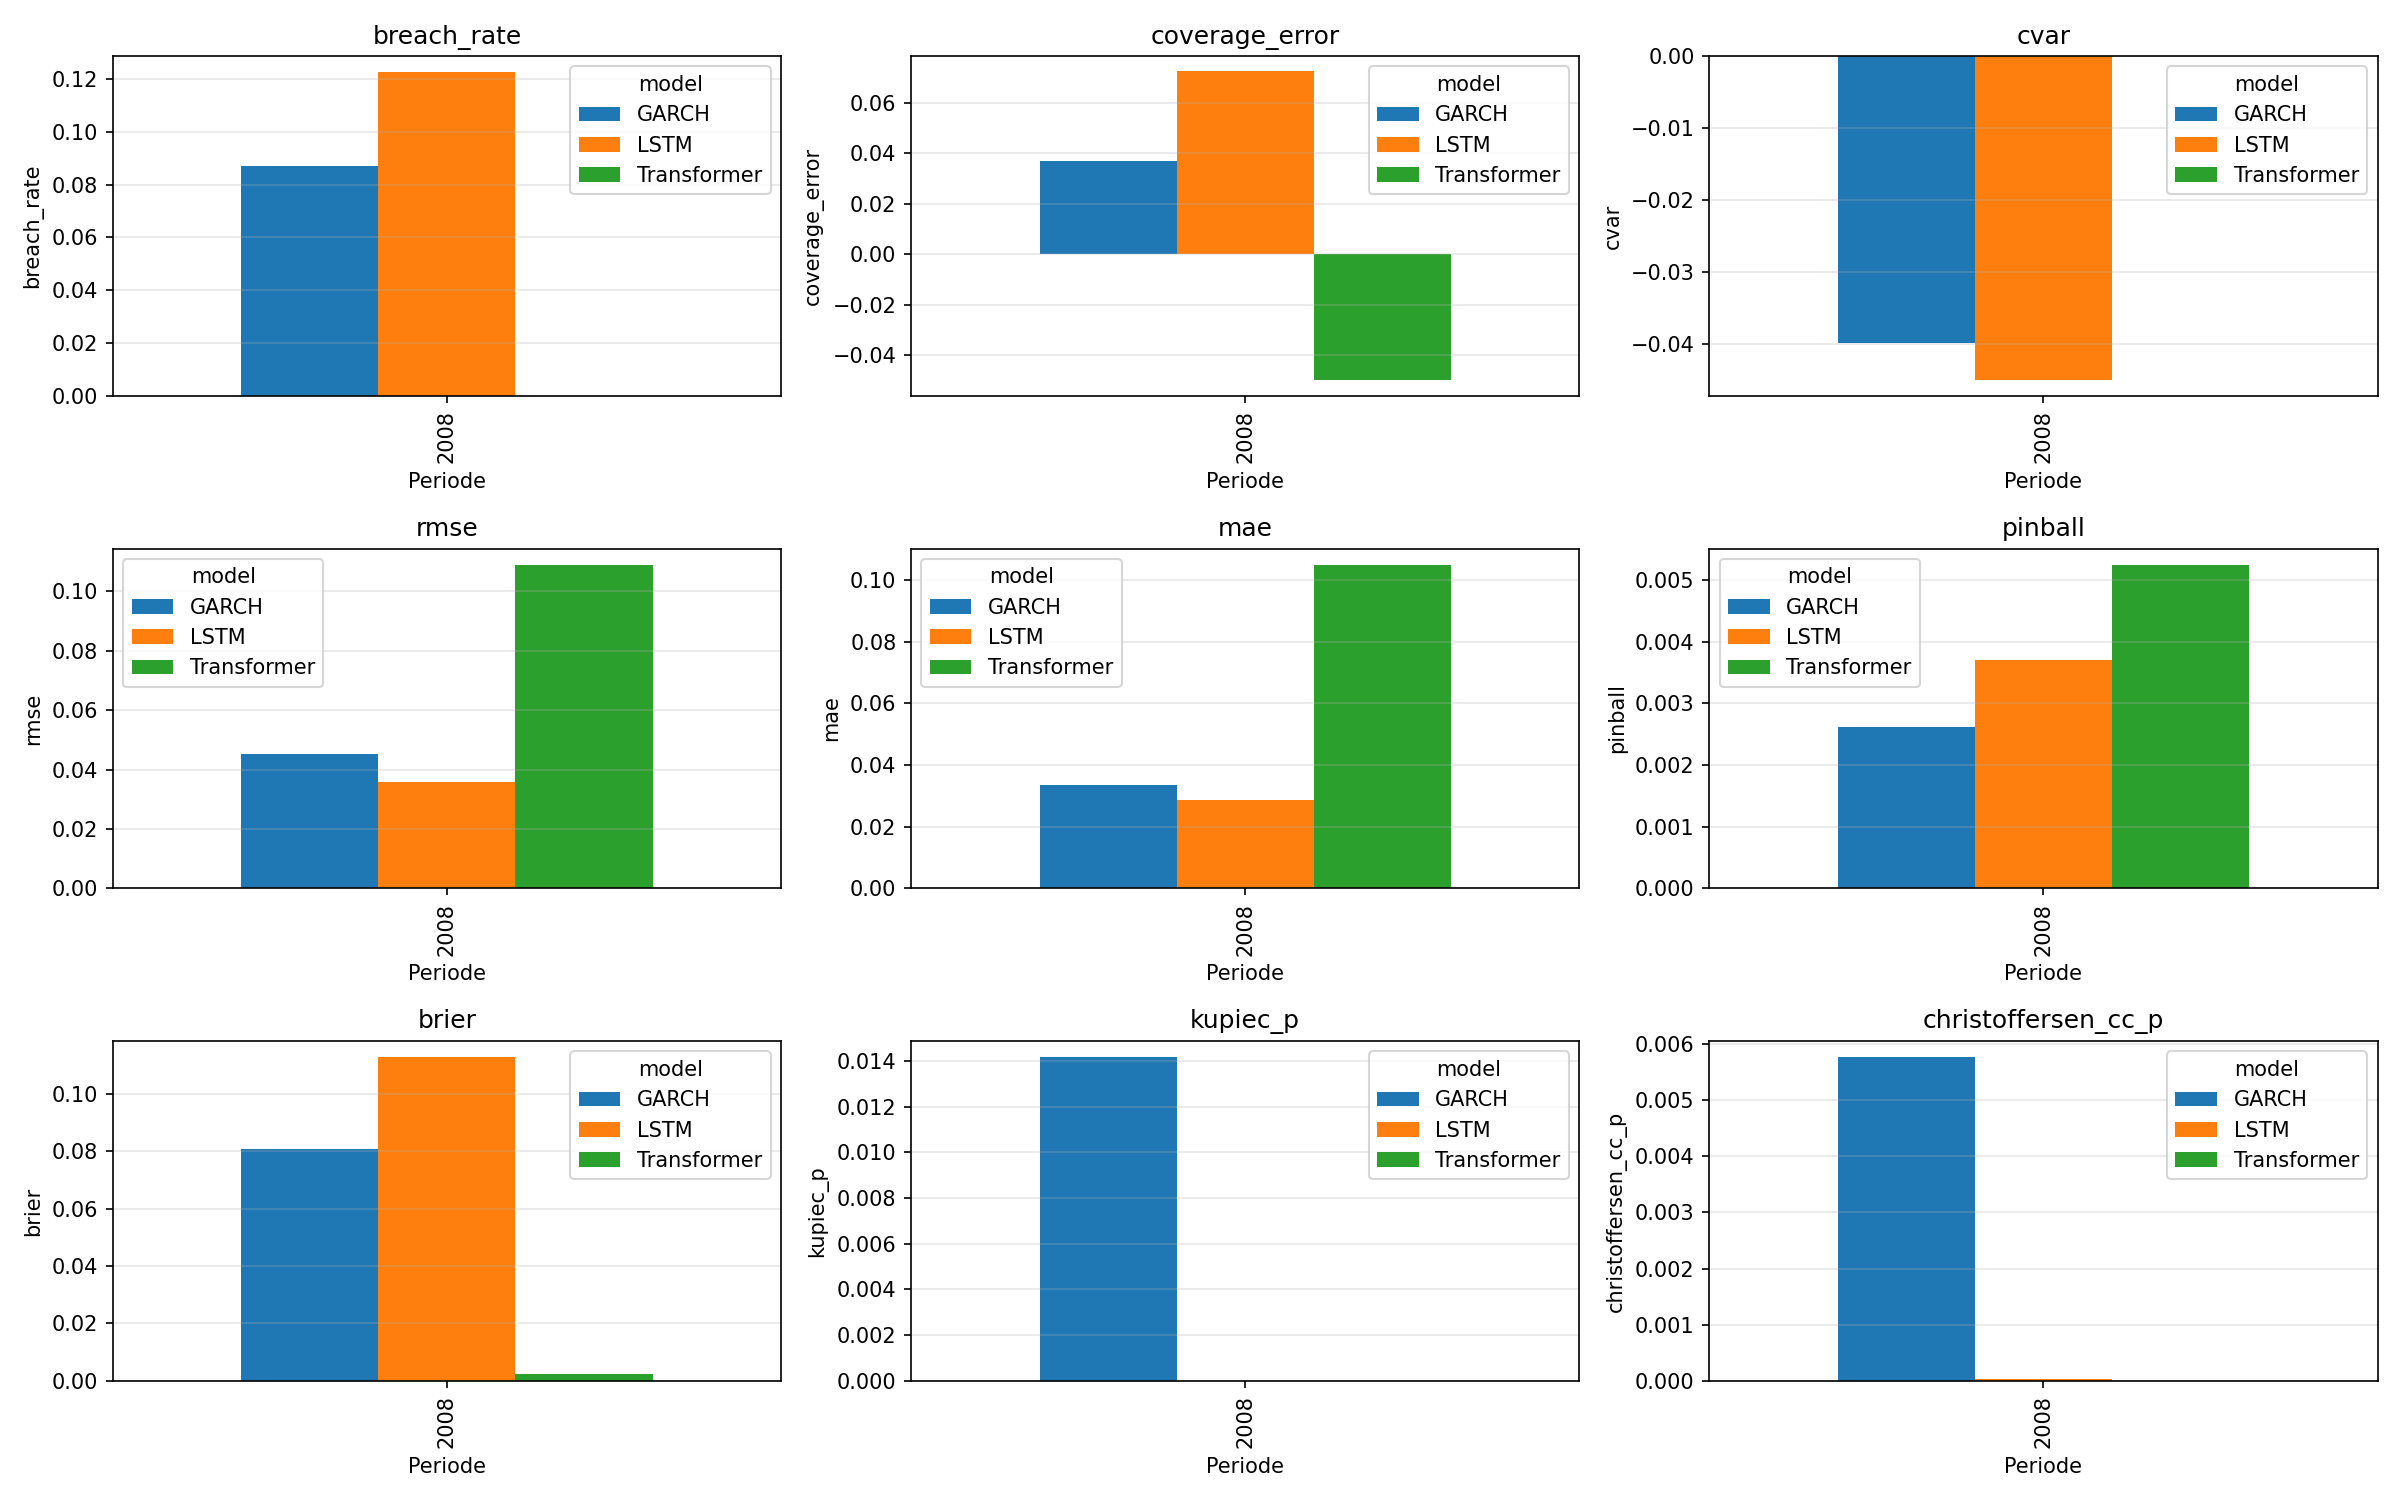 breach_rate
0.12
0.10
0.08
0.06
0.04
0.02
0.00
breach_rate
model
GARCH
LSTM
Transformer
2008
Periode
coverage_error
0.06
0.04
0.02
0.00
−0.02
−0.04
coverage_error
model
GARCH
LSTM
Transformer
2008
Periode
cvar
0.00
−0.01
−0.02
−0.03
−0.04
cvar
model
GARCH
LSTM
Transformer
2008
Periode
rmse
0.10
0.08
0.06
0.04
0.02
0.00
rmse
model
GARCH
LSTM
Transformer
2008
Periode
mae
0.10
0.08
0.06
0.04
0.02
0.00
mae
model
GARCH
LSTM
Transformer
2008
Periode
pinball
0.005
0.004
0.003
0.002
0.001
0.000
pinball
model
GARCH
LSTM
Transformer
2008
Periode
brier
0.10
0.08
0.06
0.04
0.02
0.00
brier
model
GARCH
LSTM
Transformer
2008
Periode
kupiec_p
0.014
0.012
0.010
0.008
0.006
0.004
0.002
0.000
kupiec_p
model
GARCH
LSTM
Transformer
2008
Periode
christoffersen_cc_p
0.006
0.005
0.004
0.003
0.002
0.001
0.000
christoffersen_cc_p
model
GARCH
LSTM
Transformer
2008
Periode